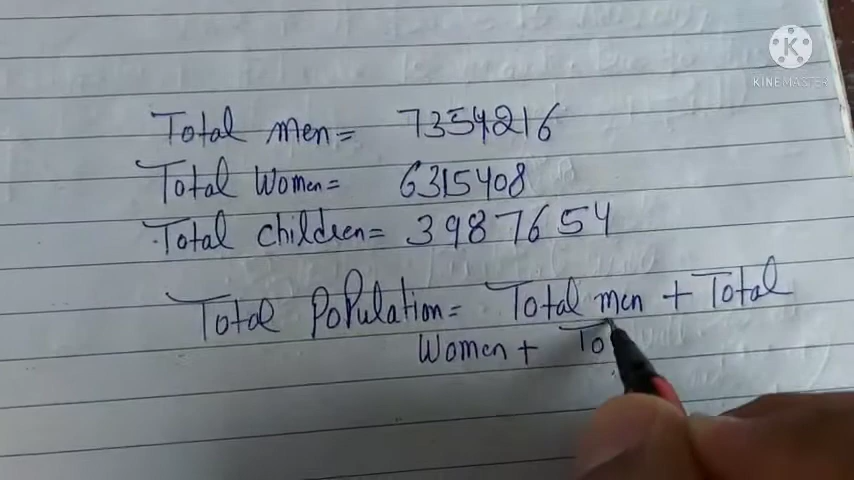 Total men = 7354216
Total Women = 6315408
Total children = 3987654
Total Population = Total men + Total
Women + To
KINEMASTER